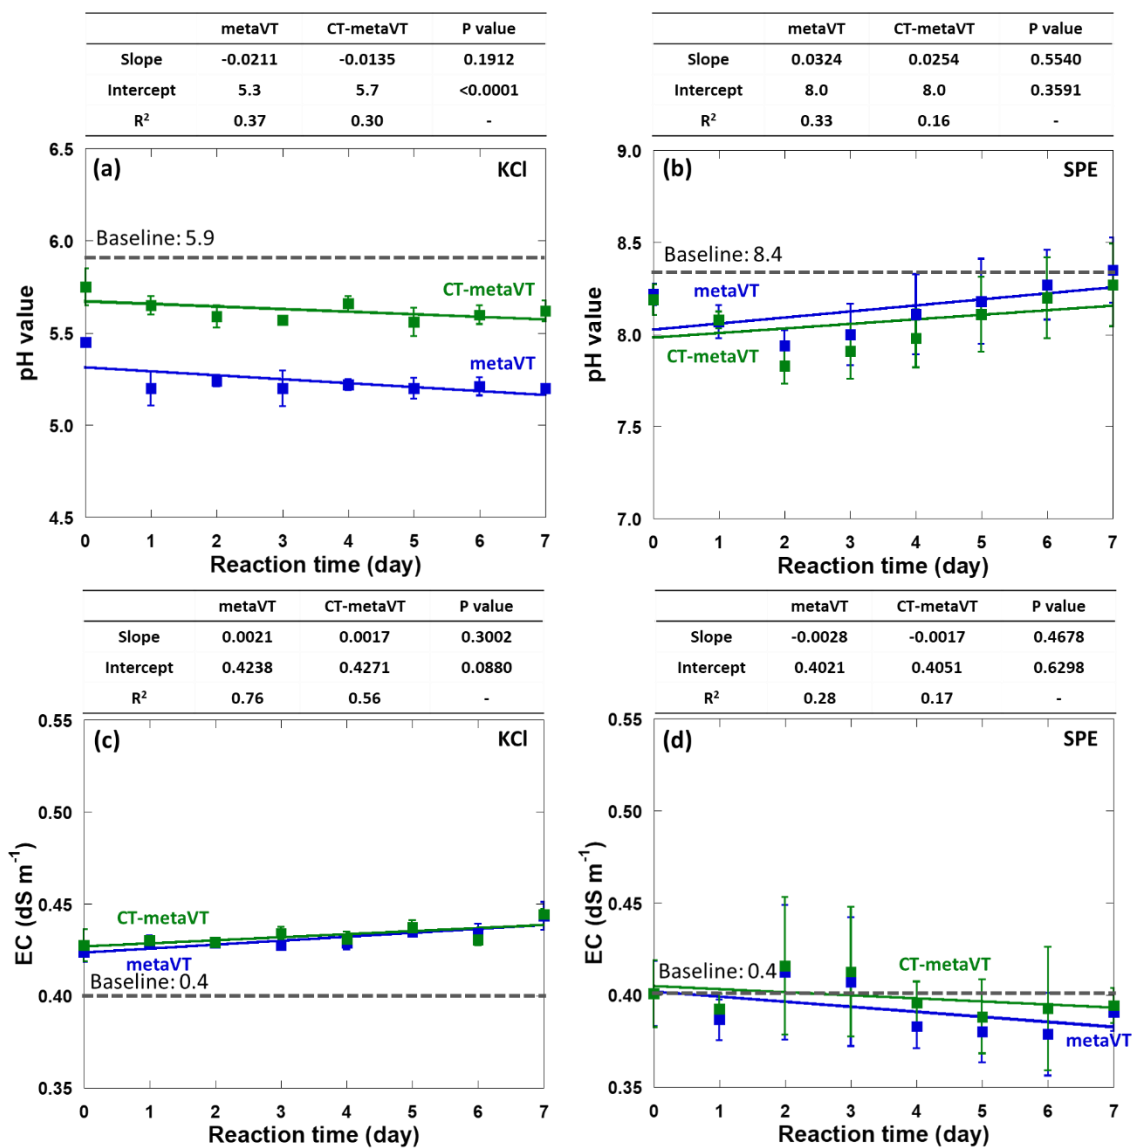 metaVT CT-metaVT P value
Slope -0.0211 -0.0135 0.1912
Intercept 5.3 5.7 <0.0001
R² 0.37 0.30 -
(a) KCl
Baseline: 5.9
CT-metaVT
metaVT
pH value
6.5
6.0
5.5
5.0
4.5
0 1 2 3 4 5 6 7
Reaction time (day)
metaVT CT-metaVT P value
Slope 0.0324 0.0254 0.5540
Intercept 8.0 8.0 0.3591
R² 0.33 0.16 -
(b) SPE
Baseline: 8.4
metaVT
CT-metaVT
pH value
9.0
8.5
8.0
7.5
7.0
0 1 2 3 4 5 6 7
Reaction time (day)
metaVT CT-metaVT P value
Slope 0.0021 0.0017 0.3002
Intercept 0.4238 0.4271 0.0880
R² 0.76 0.56 -
(c) KCl
CT-metaVT
metaVT
Baseline: 0.4
EC (dS m⁻¹)
0.55
0.50
0.45
0.40
0.35
0 1 2 3 4 5 6 7
Reaction time (day)
metaVT CT-metaVT P value
Slope -0.0028 -0.0017 0.4678
Intercept 0.4021 0.4051 0.6298
R² 0.28 0.17 -
(d) SPE
Baseline: 0.4
CT-metaVT
metaVT
EC (dS m⁻¹)
0.55
0.50
0.45
0.40
0.35
0 1 2 3 4 5 6 7
Reaction time (day)